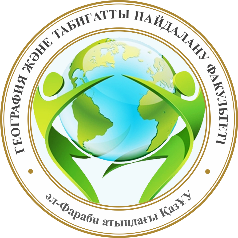 ГЕОГРАФИЯ ЖӘНЕ ТАБИҒАТТЫ ПАЙДАЛАНУ ФАКУЛЬТЕТІ
әл-Фараби атындағы ҚазҰУ